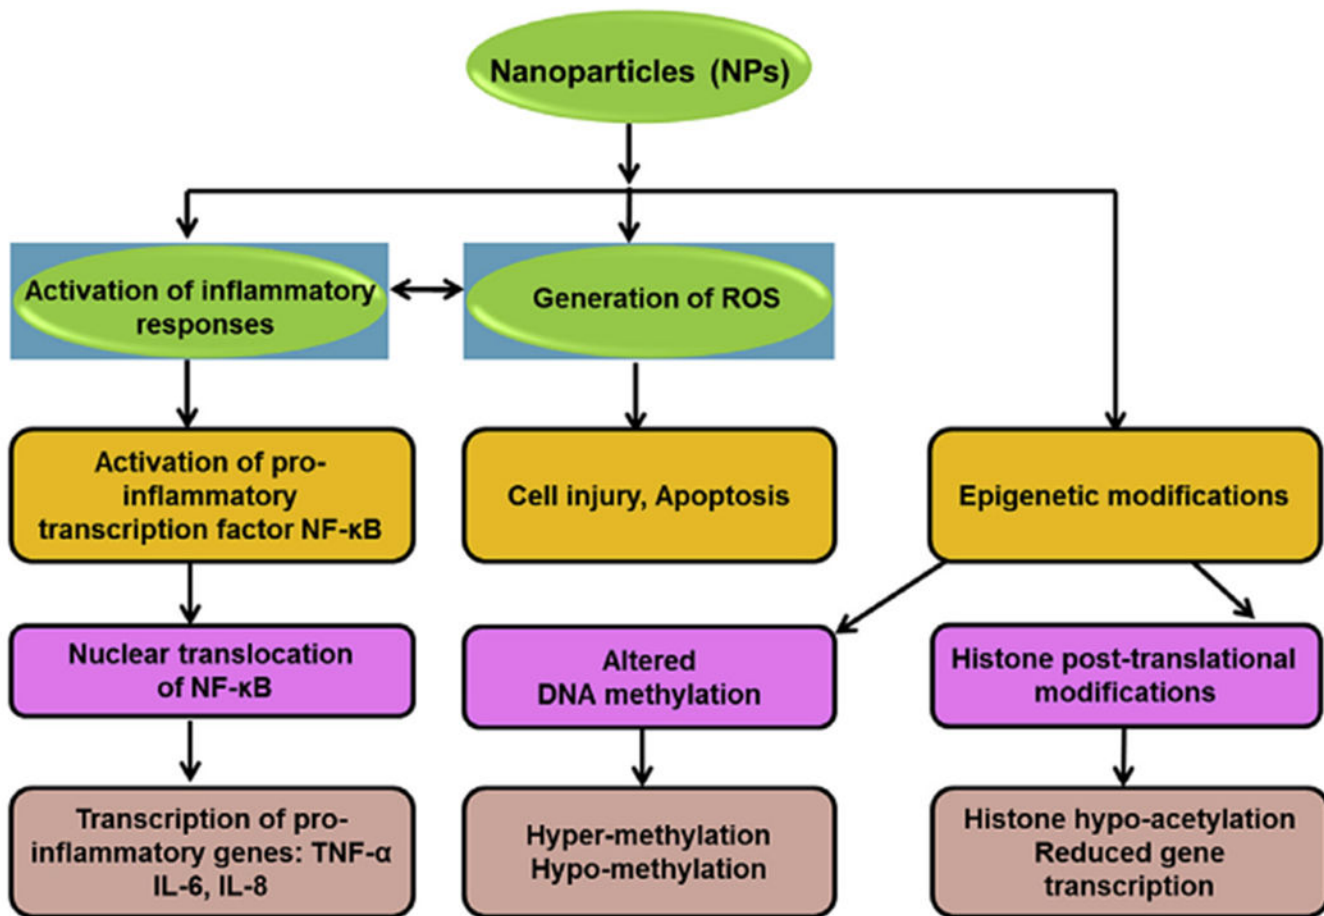 Nanoparticles (NPs)
Activation of inflammatory
responses
Generation of ROS
Activation of pro-
inflammatory
transcription factor NF-κB
Cell injury, Apoptosis
Epigenetic modifications
Nuclear translocation
of NF-κB
Altered
DNA methylation
Histone post-translational
modifications
Transcription of pro-
inflammatory genes: TNF-α
IL-6, IL-8
Hyper-methylation
Hypo-methylation
Histone hypo-acetylation
Reduced gene
transcription